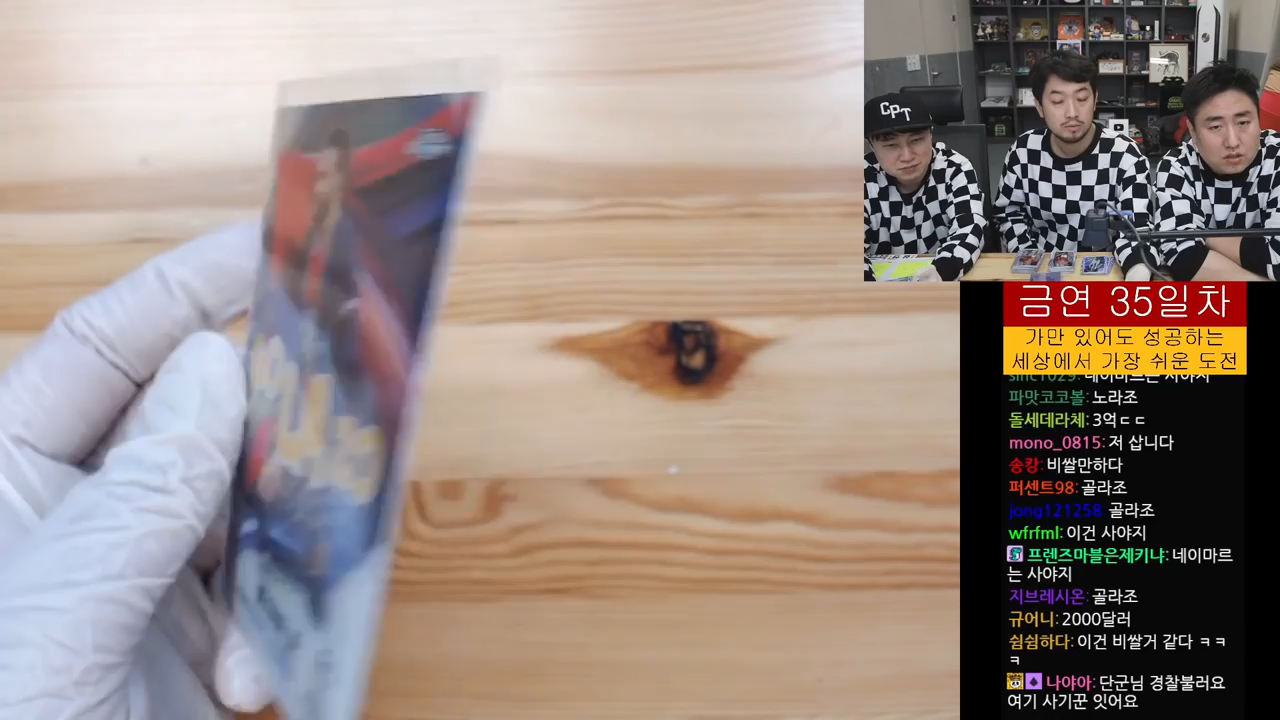 CPT
금연 35일차
가만 있어도 성공하는
세상에서 가장 쉬운 도전
파맛코코볼: 노라조
돌세데라체: 3억ㄷㄷ
mono_0815: 저 삽니다
송캉: 비쌀만하다
퍼센트98: 골라조
jong121258: 골라조
wfrfml: 이건 사야지
프렌즈마블은제키냐: 네이마르
는 사야지
지브레시온: 골라조
규어니: 2000달러
쉼쉼하다: 이건 비쌀거 같다 ㅋㅋ
ㅋ
나야아: 단군님 경찰불러요
여기 사기꾼 잇어요